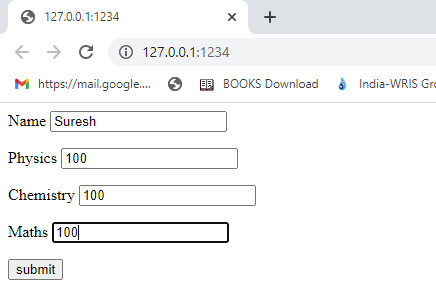 127.0.0.1:1234
127.0.0.1:1234
https://mail.google.... BOOKS Download India-WRIS Gr
Name Suresh
Physics 100
Chemistry 100
Maths 100
submit